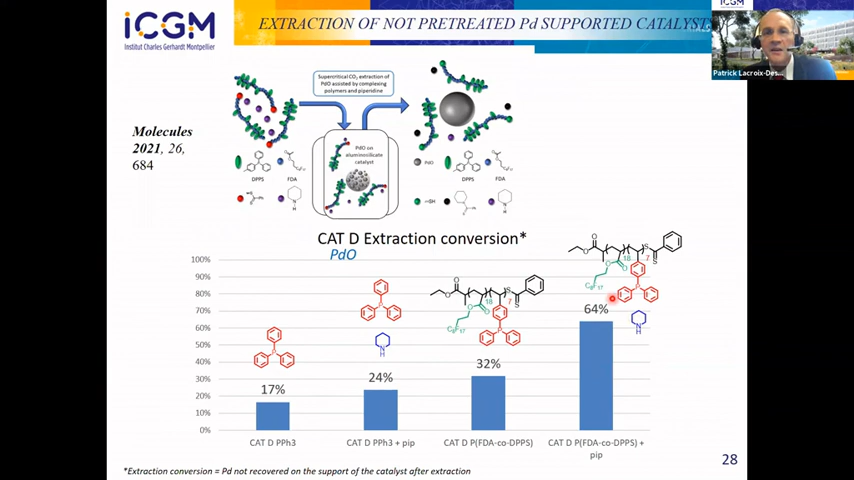 iCGM
Institut Charles Gerhardt Montpellier
EXTRACTION OF NOT PRETREATED Pd SUPPORTED CATALYSTS
Patrick Lacroix-Des...
Molecules
2021, 26,
684
Supercritical CO2 extraction of
PdO assisted by complexing
polymers and piperidine
PdO on
aluminosilicate
catalyst
DPPS
FDA
PdO
DPPS
FDA
CAT D Extraction conversion*
PdO
100%
90%
80%
70%
60%
50%
40%
30%
20%
10%
0%
17%
24%
32%
64%
CAT D PPh3
CAT D PPh3 + pip
CAT D P(FDA-co-DPPS)
CAT D P(FDA-co-DPPS) +
pip
28
*Extraction conversion = Pd not recovered on the support of the catalyst after extraction